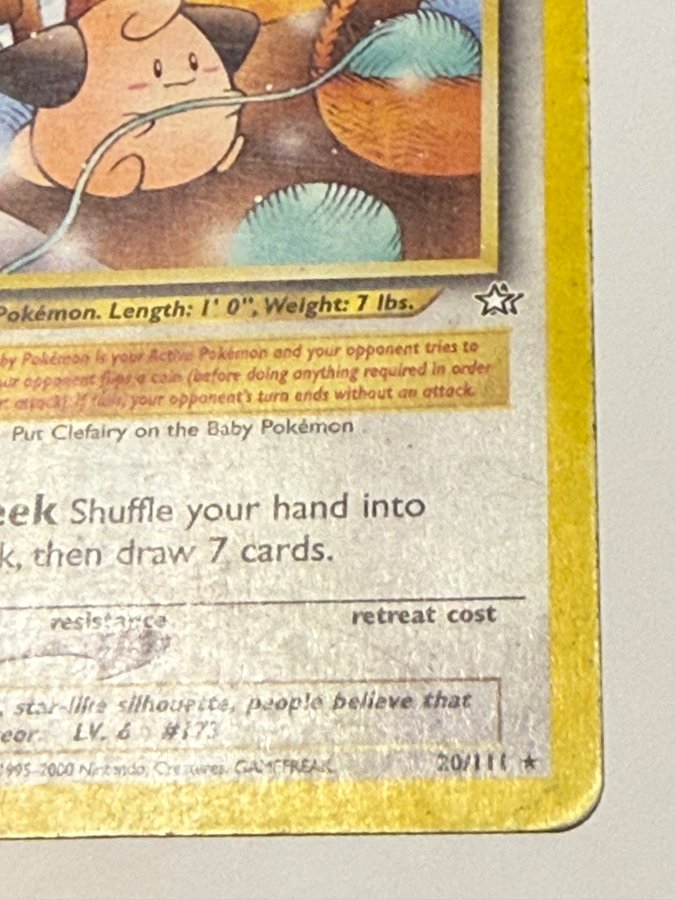 Pokémon. Length: 1' 0", Weight: 7 lbs.
by Pokémon is your Active Pokémon and your opponent tries to
ur opponent flips a coin (before doing anything required in order
attack). If tails, your opponent's turn ends without an attack.
Put Clefairy on the Baby Pokémon
eek Shuffle your hand into
k, then draw 7 cards.
resistance
retreat cost
, star-like silhouette, people believe that
eor. LV. 6 #173
1995-2000 Nintendo, Creatures, GAMEFREAK.
20/111 ★